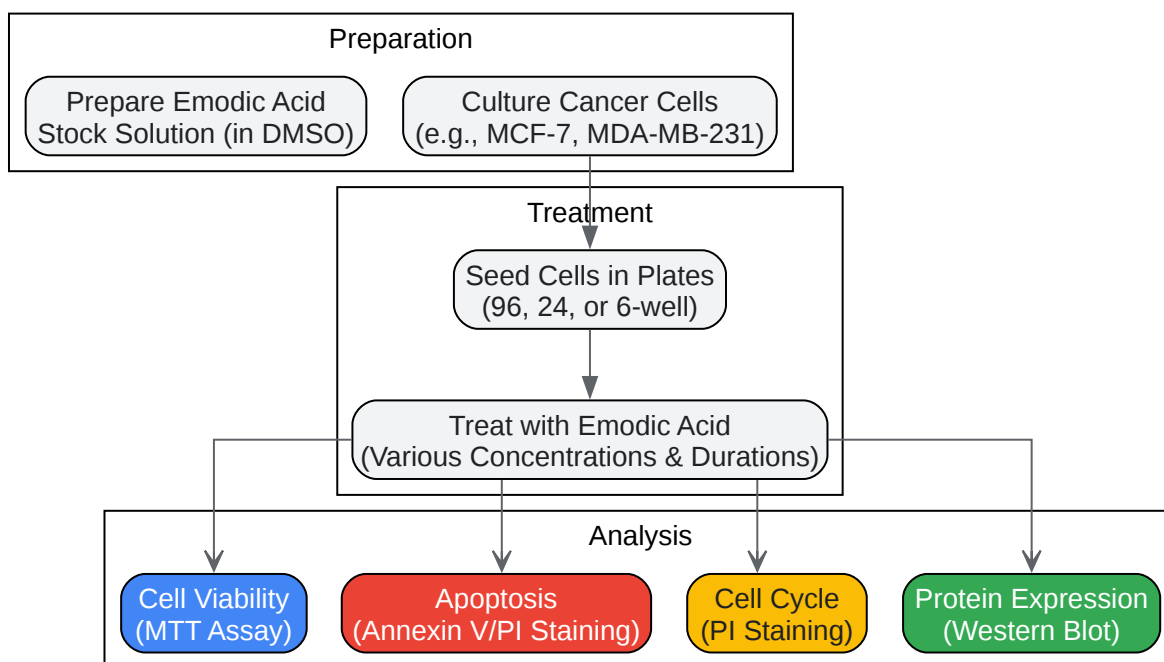 Preparation
Prepare Emodic Acid
Stock Solution (in DMSO)
Culture Cancer Cells
(e.g., MCF-7, MDA-MB-231)
Treatment
Seed Cells in Plates
(96, 24, or 6-well)
Treat with Emodic Acid
(Various Concentrations & Durations)
Analysis
Cell Viability
(MTT Assay)
Apoptosis
(Annexin V/PI Staining)
Cell Cycle
(PI Staining)
Protein Expression
(Western Blot)